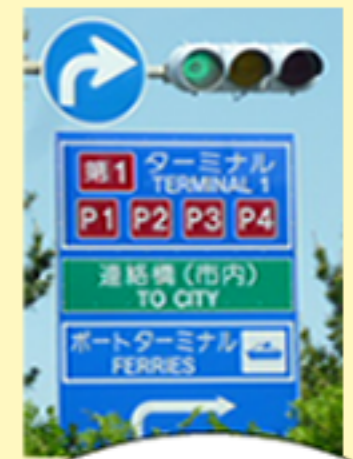 第1 ターミナル
TERMINAL 1
P1 P2 P3 P4
連絡橋(市内)
TO CITY
ポートターミナル
FERRIES